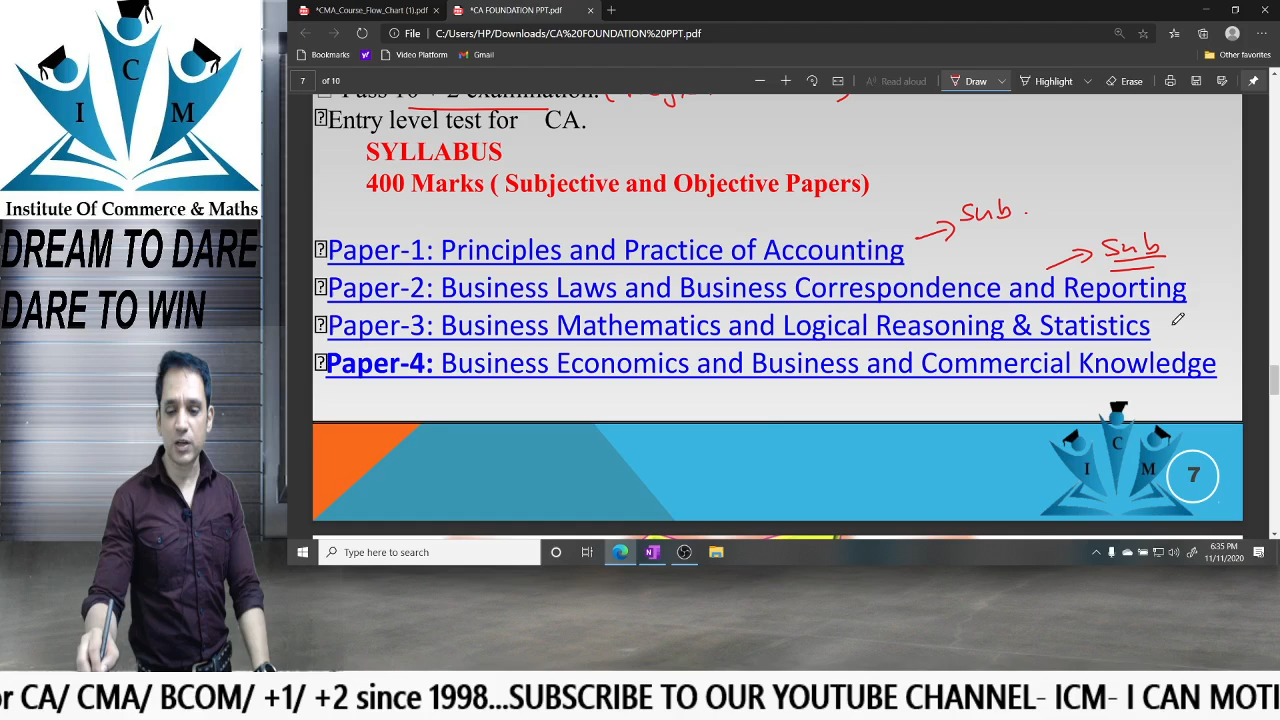 *CMA_Course_Flow_Chart (1).pdf
*CA FOUNDATION PPT.pdf
File
C:/Users/HP/Downloads/CA%20FOUNDATION%20PPT.pdf
Bookmarks
Video Platform
Gmail
Other favorites
7 of 10
Read aloud
Draw
Highlight
Erase
Pass 10 + 2 examination.
Entry level test for CA.
SYLLABUS
400 Marks ( Subjective and Objective Papers)
Sub.
Paper-1: Principles and Practice of Accounting
Sub
Paper-2: Business Laws and Business Correspondence and Reporting
Paper-3: Business Mathematics and Logical Reasoning & Statistics
Paper-4: Business Economics and Business and Commercial Knowledge
I C M
7
Type here to search
6:35 PM
11/11/2020
I C M
Institute Of Commerce & Maths
DREAM TO DARE
DARE TO WIN
or CA/ CMA/ BCOM/ +1/ +2 since 1998...SUBSCRIBE TO OUR YOUTUBE CHANNEL- ICM- I CAN MOTI